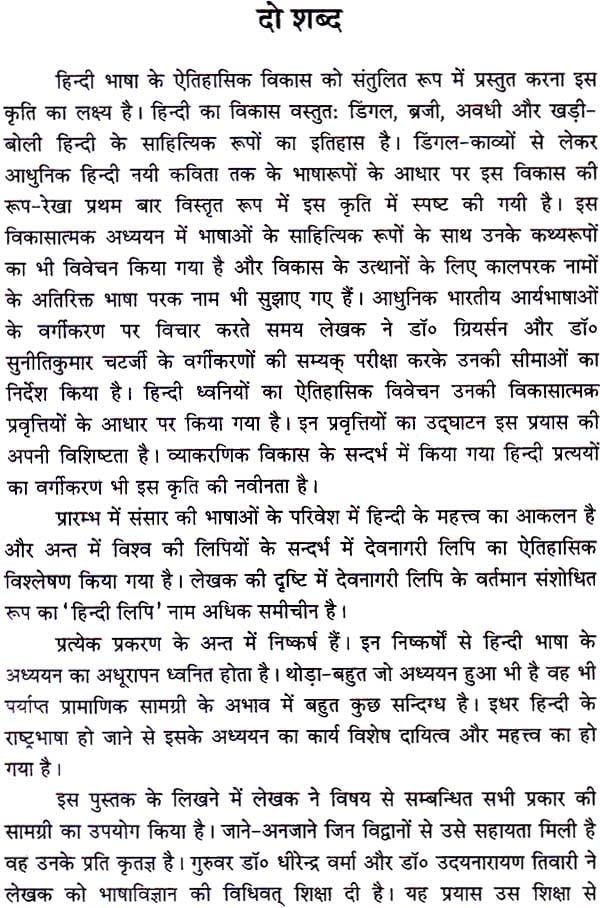 दो शब्द
हिन्दी भाषा के ऐतिहासिक विकास को संतुलित रूप में प्रस्तुत करना इस
कृति का लक्ष्य है। हिन्दी का विकास वस्तुतः डिंगल, ब्रजी, अवधी और खड़ी-
बोली हिन्दी के साहित्यिक रूपों का इतिहास है। डिंगल-काव्यों से लेकर
आधुनिक हिन्दी नयी कविता तक के भाषारूपों के आधार पर इस विकास की
रूप-रेखा प्रथम बार विस्तृत रूप में इस कृति में स्पष्ट की गयी है। इस
विकासात्मक अध्ययन में भाषाओं के साहित्यिक रूपों के साथ उनके कथ्यरूपों
का भी विवेचन किया गया है और विकास के उत्थानों के लिए कालपरक नामों
के अतिरिक्त भाषा परक नाम भी सुझाए गए हैं। आधुनिक भारतीय आर्यभाषाओं
के वर्गीकरण पर विचार करते समय लेखक ने डॉ० ग्रियर्सन और डॉ०
सुनीतिकुमार चटर्जी के वर्गीकरणों की सम्यक् परीक्षा करके उनकी सीमाओं का
निर्देश किया है। हिन्दी ध्वनियों का ऐतिहासिक विवेचन उनकी विकासात्मक
प्रवृत्तियों के आधार पर किया गया है। इन प्रवृत्तियों का उद्घाटन इस प्रयास की
अपनी विशिष्टता है। व्याकरणिक विकास के सन्दर्भ में किया गया हिन्दी प्रत्ययों
का वर्गीकरण भी इस कृति की नवीनता है।
प्रारम्भ में संसार की भाषाओं के परिवेश में हिन्दी के महत्त्व का आकलन है
और अन्त में विश्व की लिपियों के सन्दर्भ में देवनागरी लिपि का ऐतिहासिक
विश्लेषण किया गया है। लेखक की दृष्टि में देवनागरी लिपि के वर्तमान संशोधित
रूप का ‘हिन्दी लिपि’ नाम अधिक समीचीन है।
प्रत्येक प्रकरण के अन्त में निष्कर्ष हैं। इन निष्कर्षों से हिन्दी भाषा के
अध्ययन का अधूरापन ध्वनित होता है। थोड़ा-बहुत जो अध्ययन हुआ भी है वह भी
पर्याप्त प्रामाणिक सामग्री के अभाव में बहुत कुछ सन्दिग्ध है। इधर हिन्दी के
राष्ट्रभाषा हो जाने से इसके अध्ययन का कार्य विशेष दायित्व और महत्त्व का हो
गया है।
इस पुस्तक के लिखने में लेखक ने विषय से सम्बन्धित सभी प्रकार की
सामग्री का उपयोग किया है। जाने-अनजाने जिन विद्वानों से उसे सहायता मिली है
वह उनके प्रति कृतज्ञ है। गुरुवर डॉ० धीरेन्द्र वर्मा और डॉ० उदयनारायण तिवारी ने
लेखक को भाषाविज्ञान की विधिवत् शिक्षा दी है। यह प्रयास उस शिक्षा से